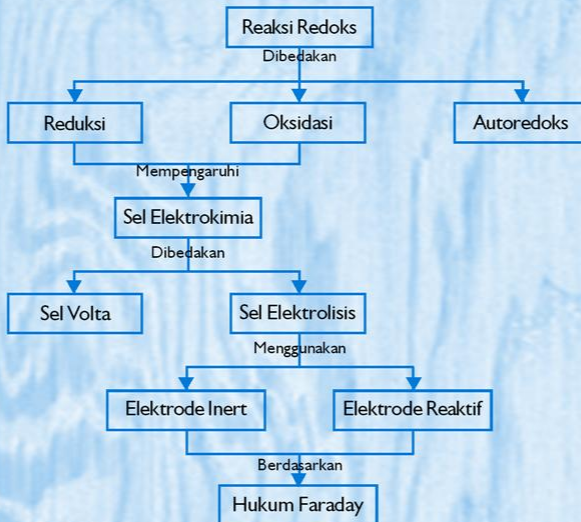 Reaksi Redoks
Dibedakan
Reduksi
Oksidasi
Autoredoks
Mempengaruhi
Sel Elektrokimia
Dibedakan
Sel Volta
Sel Elektrolisis
Menggunakan
Elektrode Inert
Elektrode Reaktif
Berdasarkan
Hukum Faraday